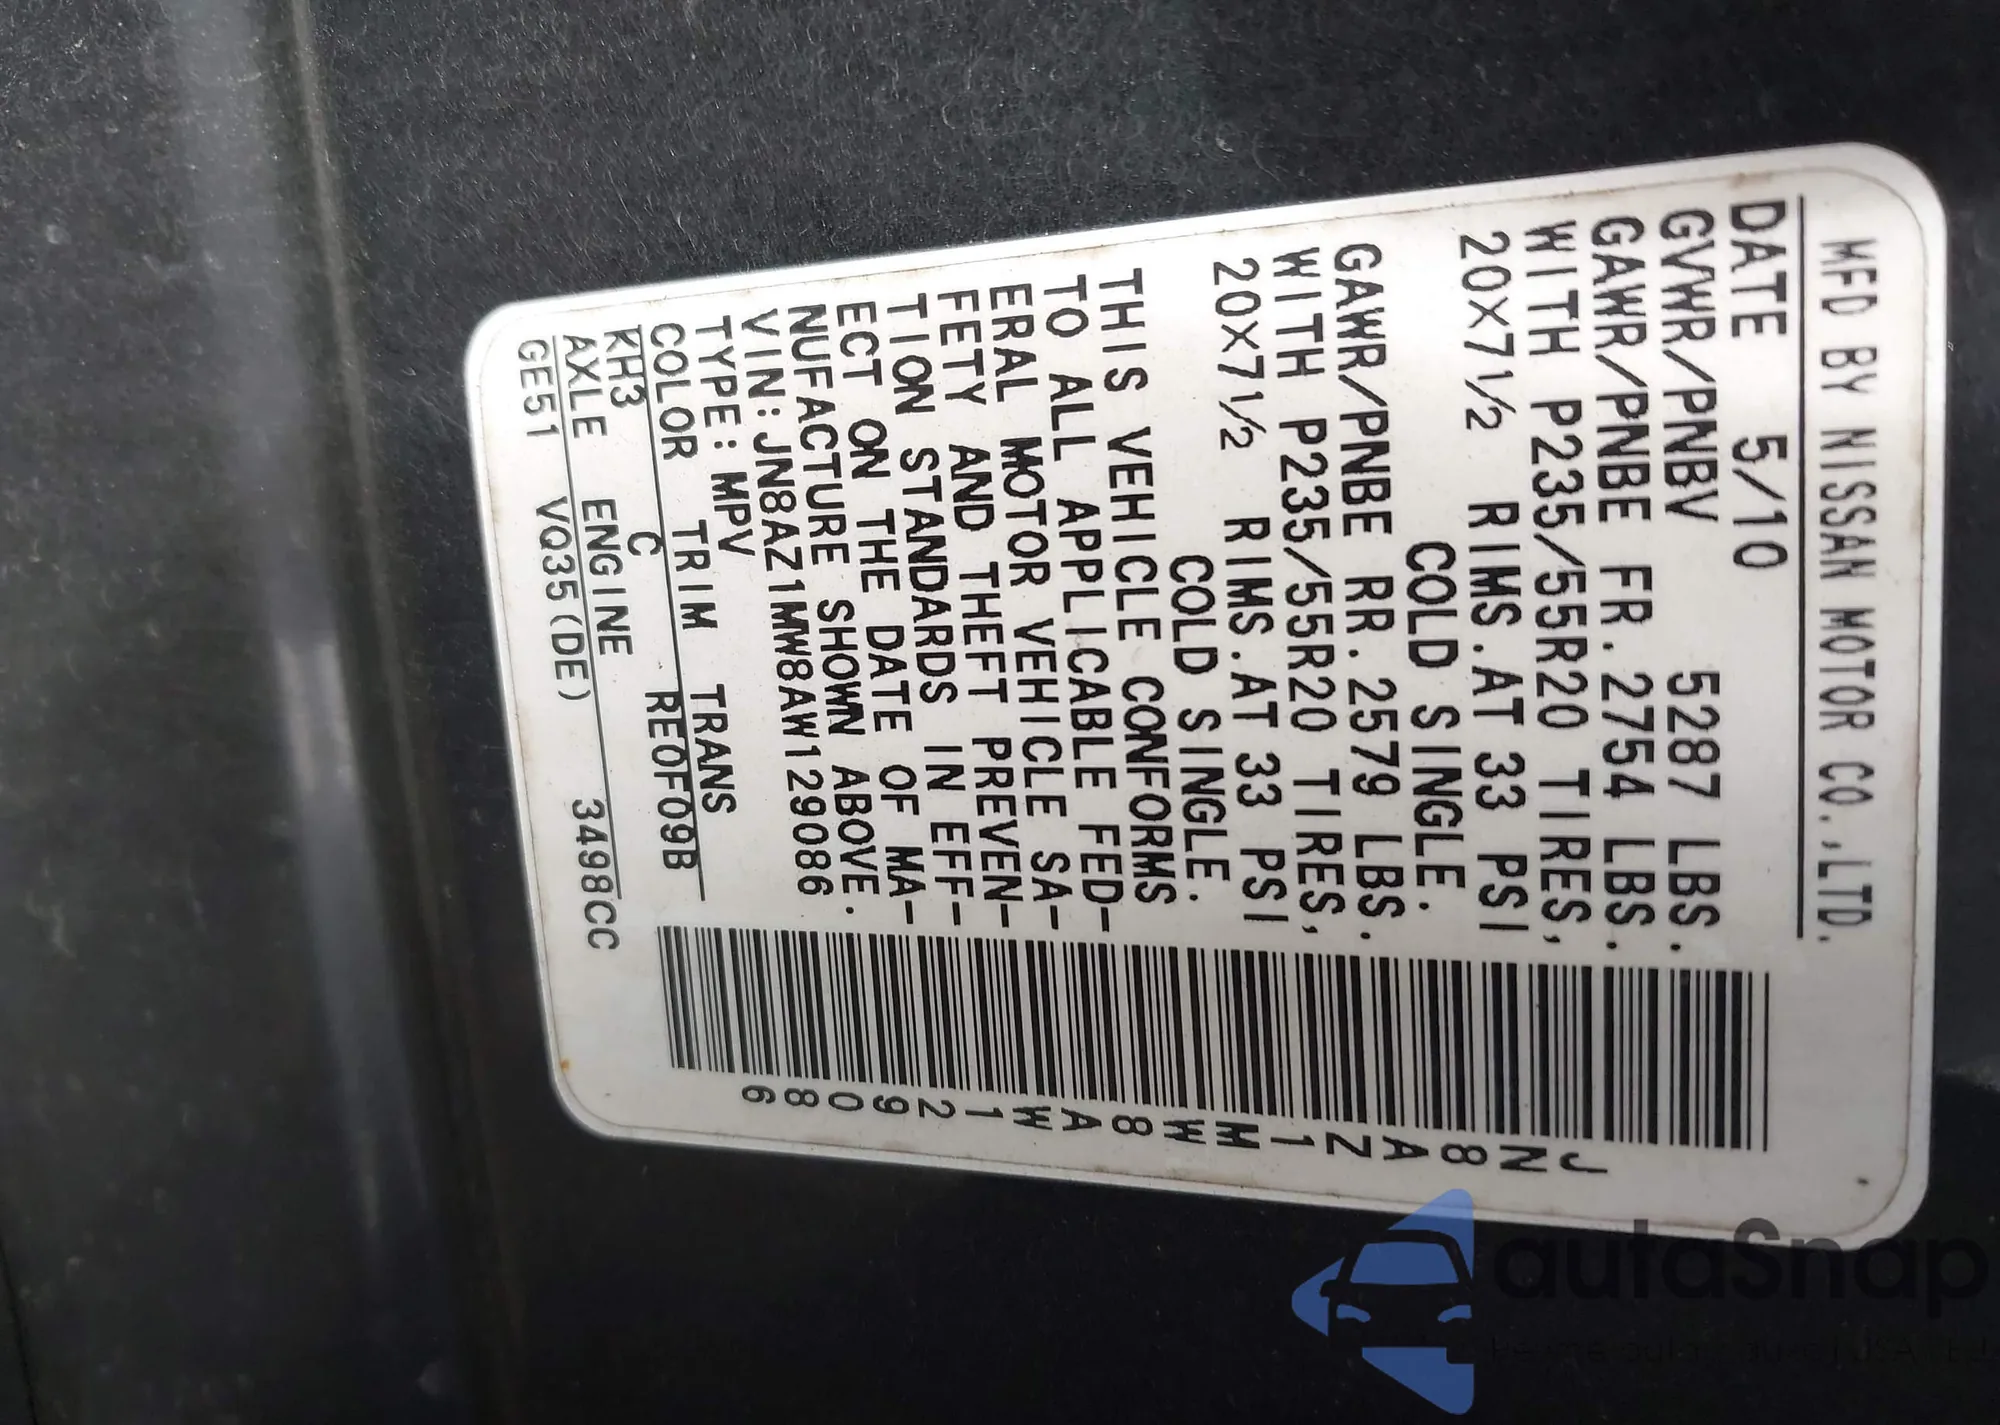 MFD BY NISSAN MOTOR CO.,LTD.
DATE 5/10
GVWR/PNBV 5287 LBS.
GAWR/PNBE FR. 2754 LBS.
WITH P235/55R20 TIRES,
20X7½ RIMS.AT 33 PSI
COLD SINGLE.
GAWR/PNBE RR. 2579 LBS.
WITH P235/55R20 TIRES,
20X7½ RIMS.AT 33 PSI
COLD SINGLE.
THIS VEHICLE CONFORMS
TO ALL APPLICABLE FED-
ERAL MOTOR VEHICLE SA-
FETY AND THEFT PREVEN-
TION STANDARDS IN EFF-
ECT ON THE DATE OF MA-
NUFACTURE SHOWN ABOVE.
VIN:JN8AZ1MW8AW129086
TYPE:MPV
COLOR TRIM TRANS
KH3 C RE0F09B
AXLE ENGINE 3498CC
GE51 VQ35(DE)
JN8AZ1MW8AW129086
autoSnap